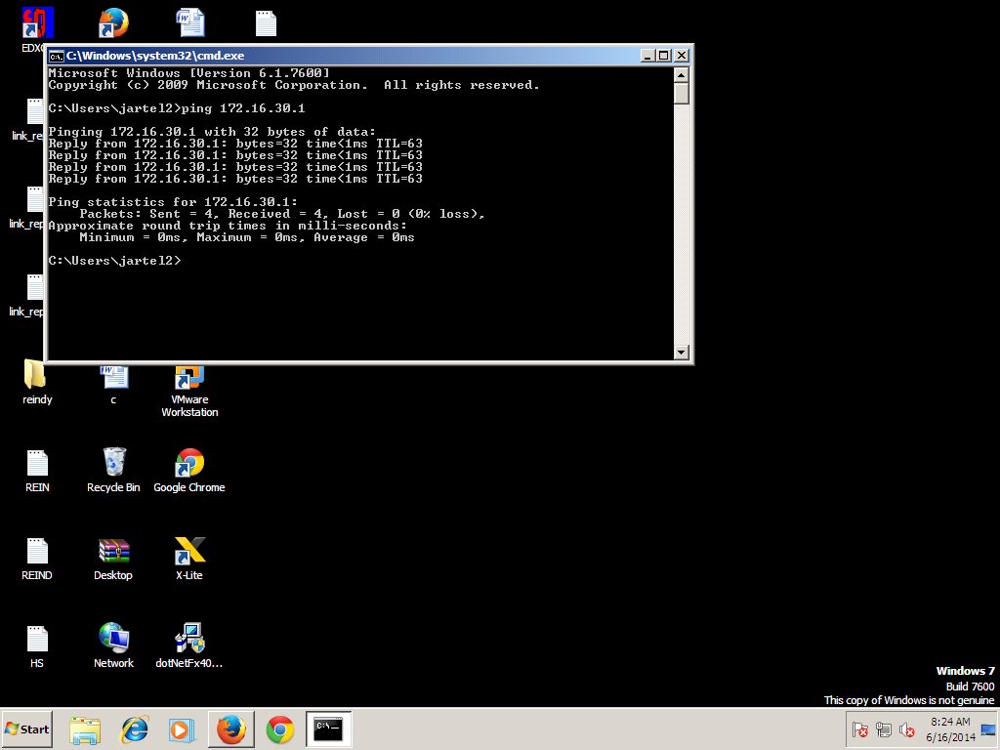 EDXO
C:\Windows\system32\cmd.exe
Microsoft Windows [Version 6.1.7600]
Copyright (c) 2009 Microsoft Corporation.  All rights reserved.
C:\Users\jartel2>ping 172.16.30.1
Pinging 172.16.30.1 with 32 bytes of data:
Reply from 172.16.30.1: bytes=32 time<1ms TTL=63
Reply from 172.16.30.1: bytes=32 time<1ms TTL=63
Reply from 172.16.30.1: bytes=32 time<1ms TTL=63
Reply from 172.16.30.1: bytes=32 time<1ms TTL=63
Ping statistics for 172.16.30.1:
    Packets: Sent = 4, Received = 4, Lost = 0 (0% loss),
Approximate round trip times in milli-seconds:
    Minimum = 0ms, Maximum = 0ms, Average = 0ms
C:\Users\jartel2>
link_re
link_rep
link_rep
reindy
c
VMware
Workstation
REIN
Recycle Bin
Google Chrome
REIND
Desktop
X-Lite
HS
Network
dotNetFx40...
Windows 7
Build 7600
This copy of Windows is not genuine
Start
8:24 AM
6/16/2014